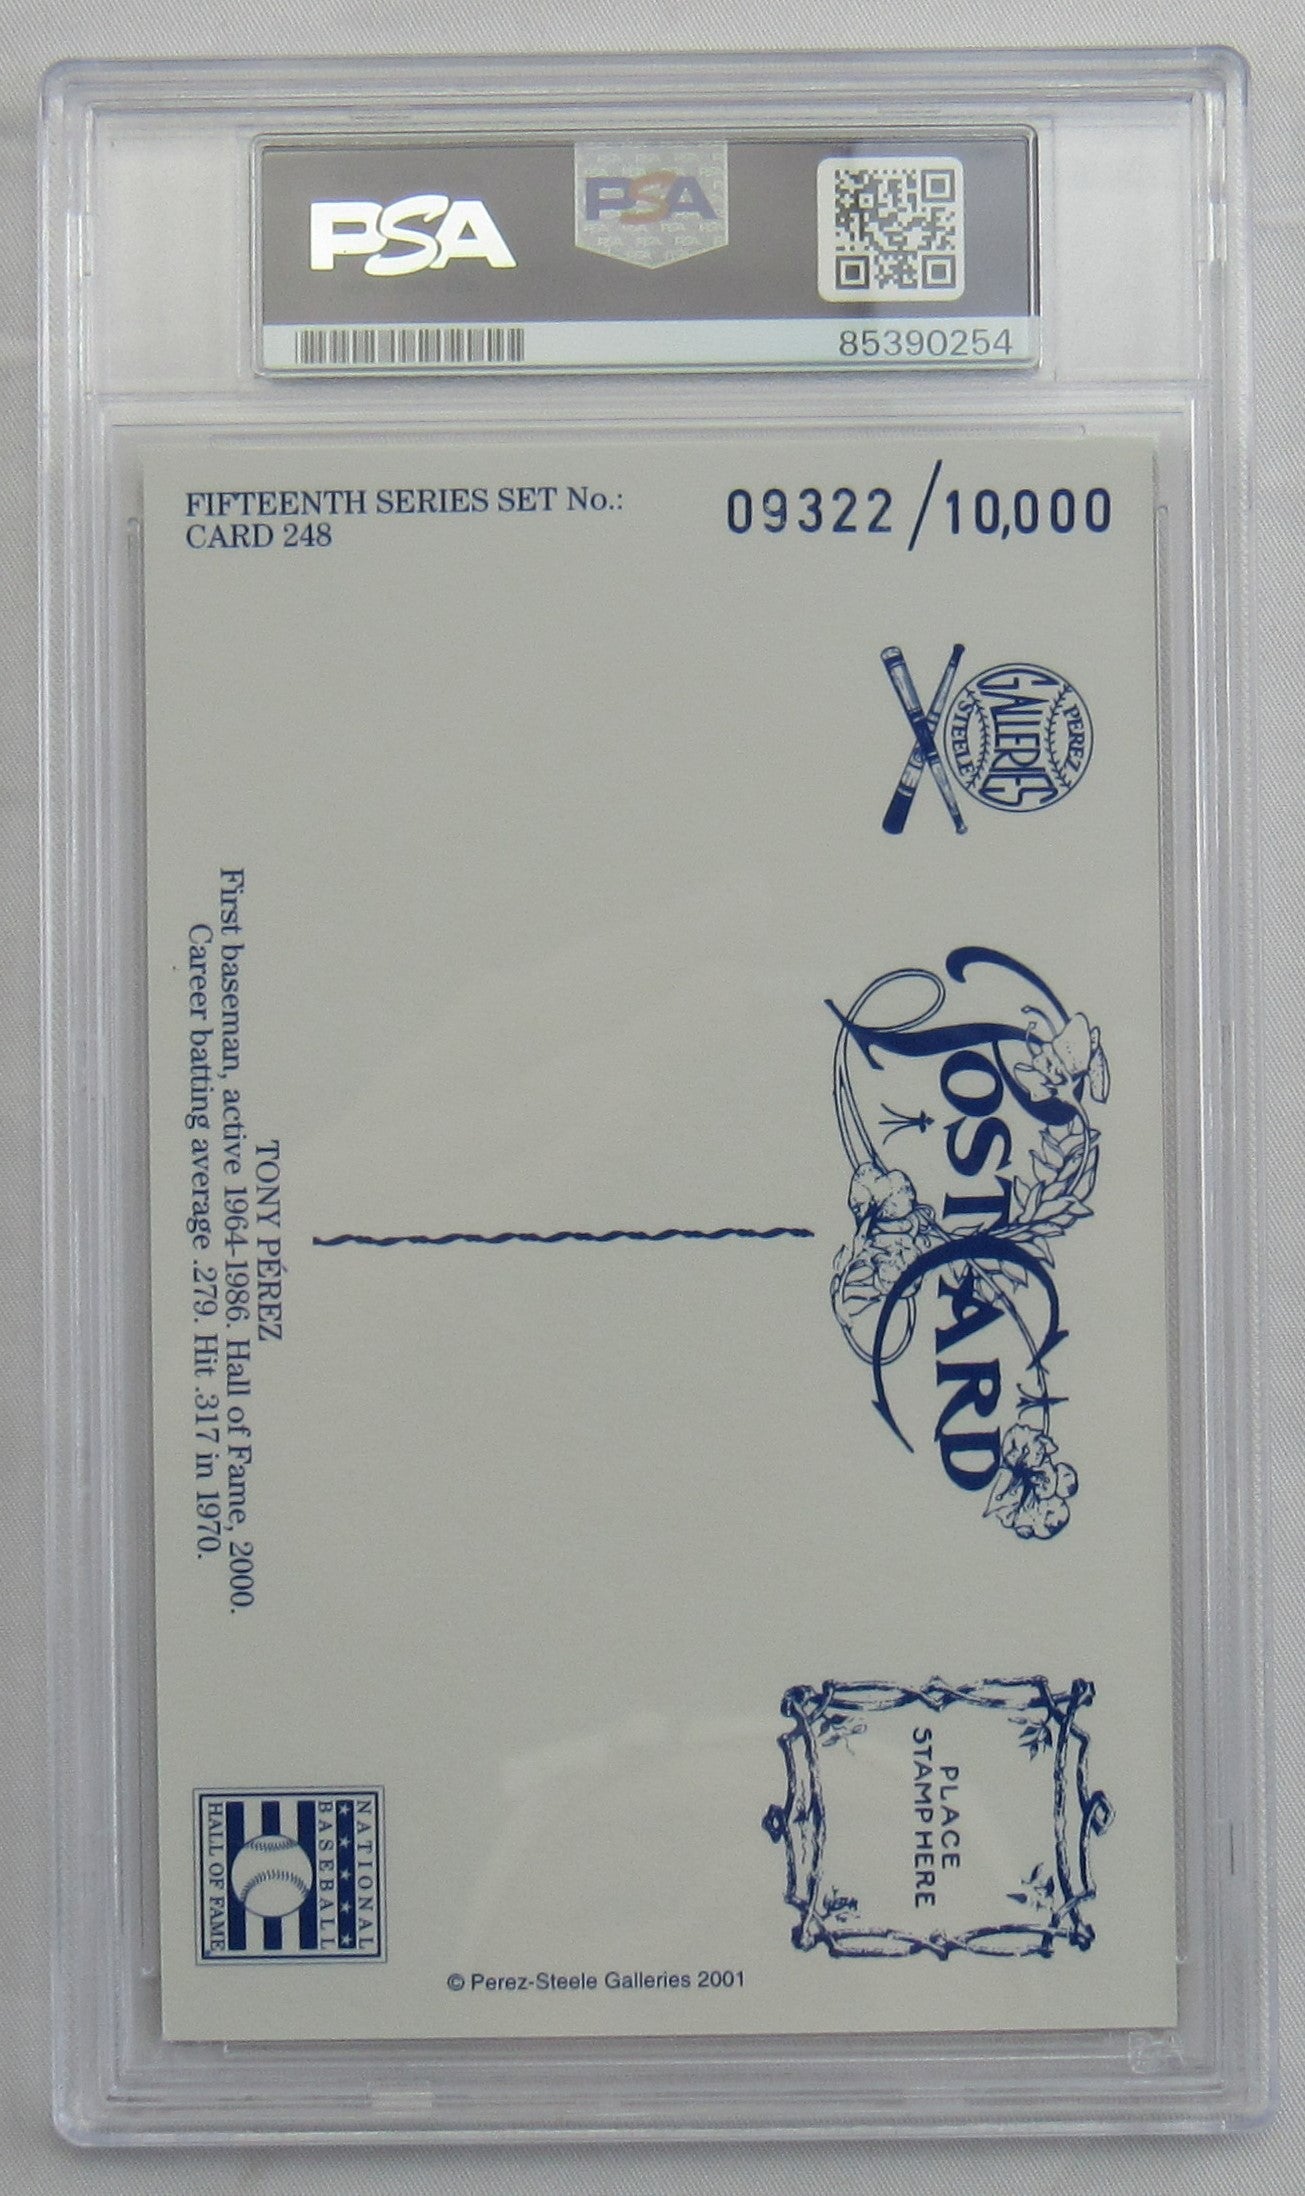 PSA
PSA
85390254
FIFTEENTH SERIES SET No.:
CARD 248
09322/10,000
PEREZ
GALLERIES
STEELE
POST CARD
TONY PÉREZ
First baseman, active 1964-1986. Hall of Fame, 2000.
Career batting average .279. Hit .317 in 1970.
PLACE
STAMP HERE
NATIONAL
BASEBALL
HALL OF FAME
© Perez-Steele Galleries 2001
PSA